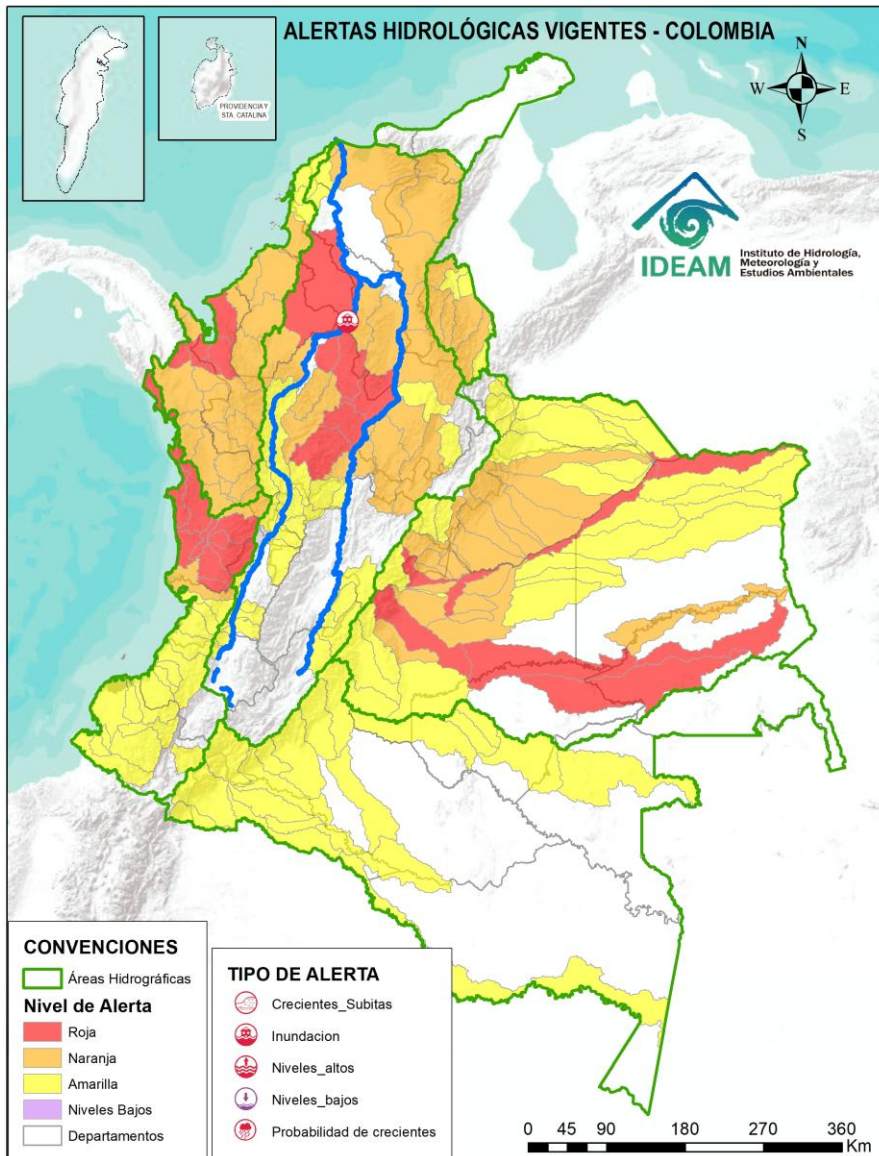 ALERTAS HIDROLÓGICAS VIGENTES - COLOMBIA
PROVIDENCIA Y
STA. CATALINA
N
W
E
S
IDEAM
Instituto de Hidrología,
Meteorología y
Estudios Ambientales
CONVENCIONES
Áreas Hidrográficas
Nivel de Alerta
Roja
Naranja
Amarilla
Niveles Bajos
Departamentos
TIPO DE ALERTA
Crecientes_Subitas
Inundacion
Niveles_altos
Niveles_bajos
Probabilidad de crecientes
0 45 90 180 270 360
Km